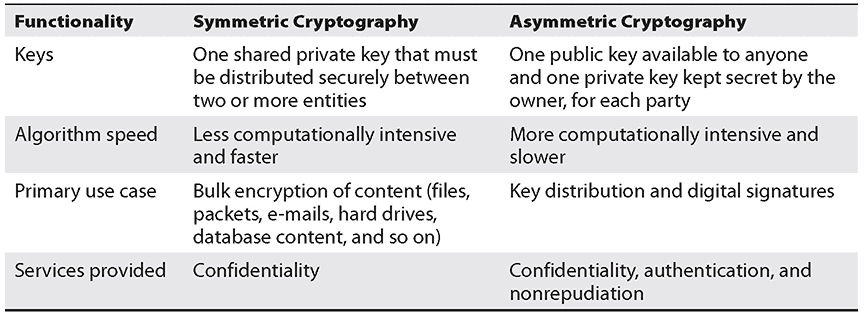 Functionality Symmetric Cryptography Asymmetric Cryptography
Keys One shared private key that must One public key available to anyone
be distributed securely between and one private key kept secret by the
two or more entities owner, for each party
Algorithm speed Less computationally intensive More computationally intensive and
and faster slower
Primary use case Bulk encryption of content (files, Key distribution and digital signatures
packets, e-mails, hard drives,
database content, and so on)
Services provided Confidentiality Confidentiality, authentication, and
nonrepudiation